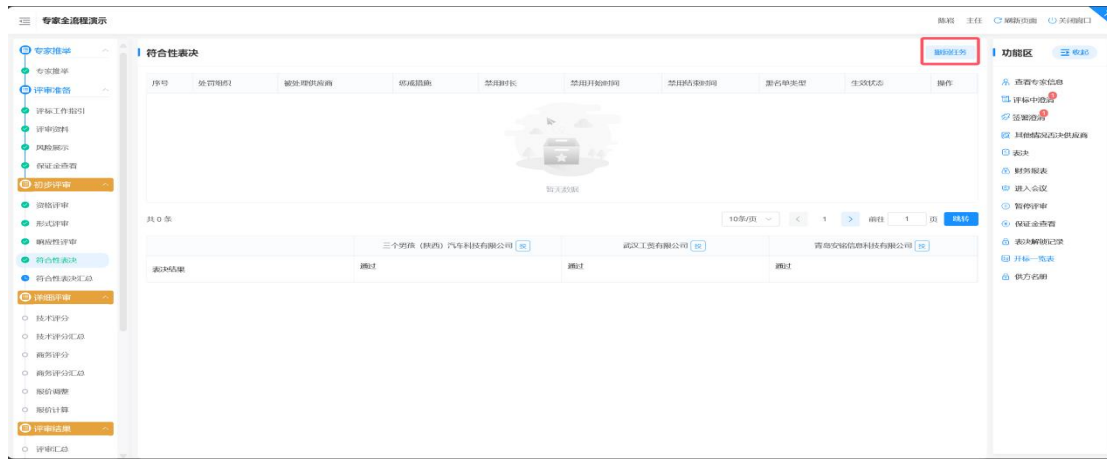 专家全流程演示
陈裕 主任 刷新页面 关闭窗口
专家推举
专家推举
评审准备
评标工作指引
评审资料
风险展示
保证金查看
初步评审
资格评审
形式评审
响应性评审
符合性表决
符合性表决汇总
详细评审
技术评分
技术评分汇总
商务评分
商务评分汇总
报价调整
报价计算
评审结果
评审汇总
符合性表决
撤回任务
序号 处罚组织 被处理供应商 惩戒措施 禁用时长 禁用开始时间 禁用结束时间 黑名单类型 生效状态 操作
暂无数据
共 0 条
10条/页 1 前往 1 页 跳转
三个男孩（陕西）汽车科技有限公司 投 武汉工贸有限公司 投 青岛安铭信息科技有限公司 投
表决结果 通过 通过 通过
功能区 收起
查看专家信息
评标中澄清 1
签署澄清 1
其他情况否决供应商
表决
财务报表
进入会议
暂停评审
保证金查看
表决解锁记录
开标一览表
供方名册